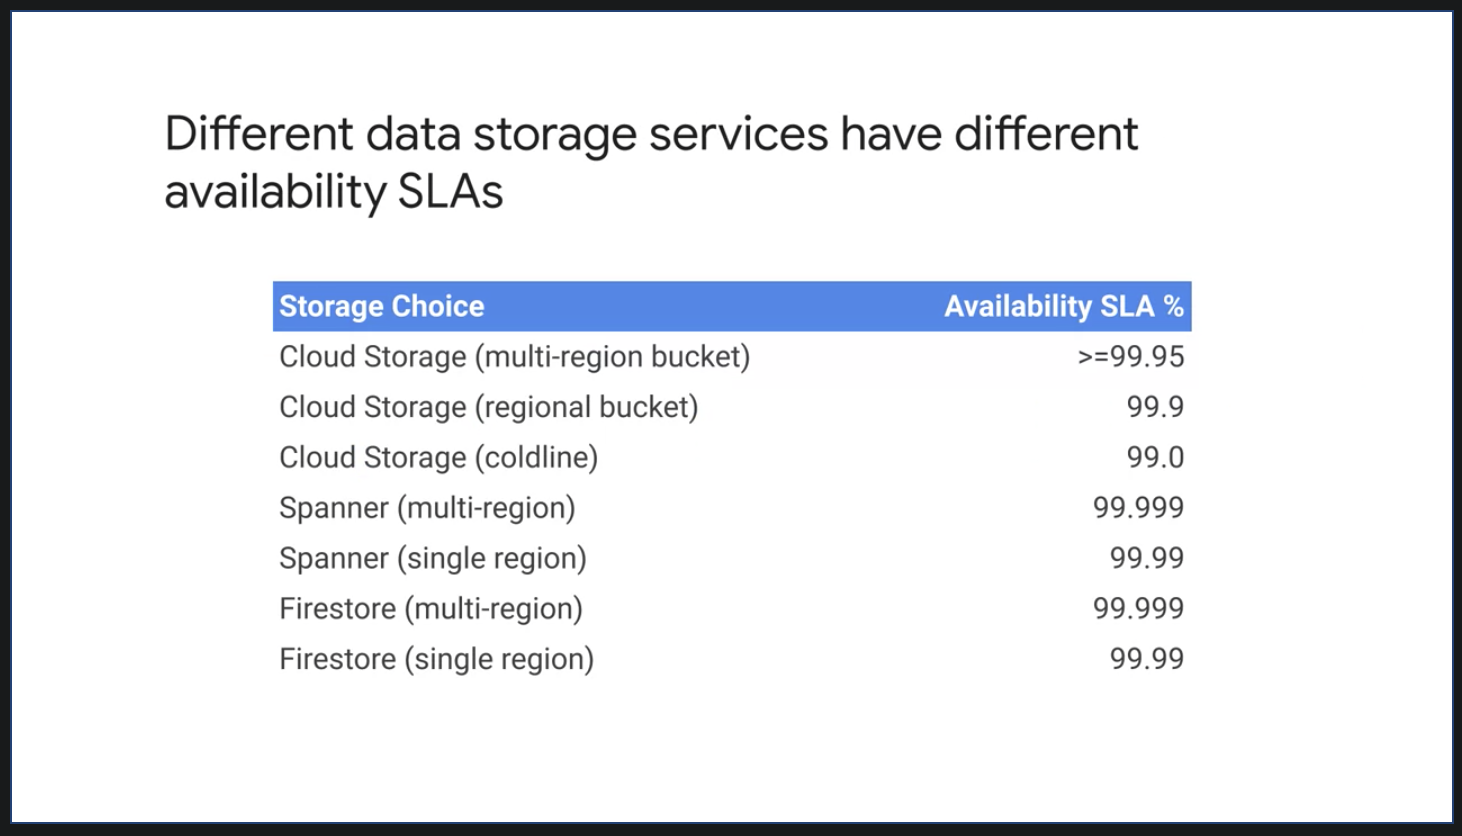 Different data storage services have different
availability SLAs
Storage Choice Availability SLA %
Cloud Storage (multi-region bucket) >=99.95
Cloud Storage (regional bucket) 99.9
Cloud Storage (coldline) 99.0
Spanner (multi-region) 99.999
Spanner (single region) 99.99
Firestore (multi-region) 99.999
Firestore (single region) 99.99